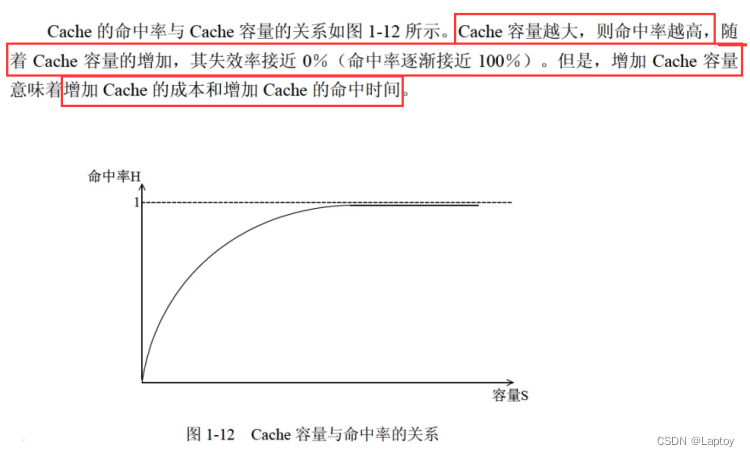 Cache 的命中率与 Cache 容量的关系如图 1-12 所示。Cache 容量越大，则命中率越高，随
着 Cache 容量的增加，其失效率接近 0%（命中率逐渐接近 100%）。但是，增加 Cache 容量
意味着增加 Cache 的成本和增加 Cache 的命中时间。
命中率H
1
容量S
图 1-12 Cache 容量与命中率的关系
CSDN @Laptoy